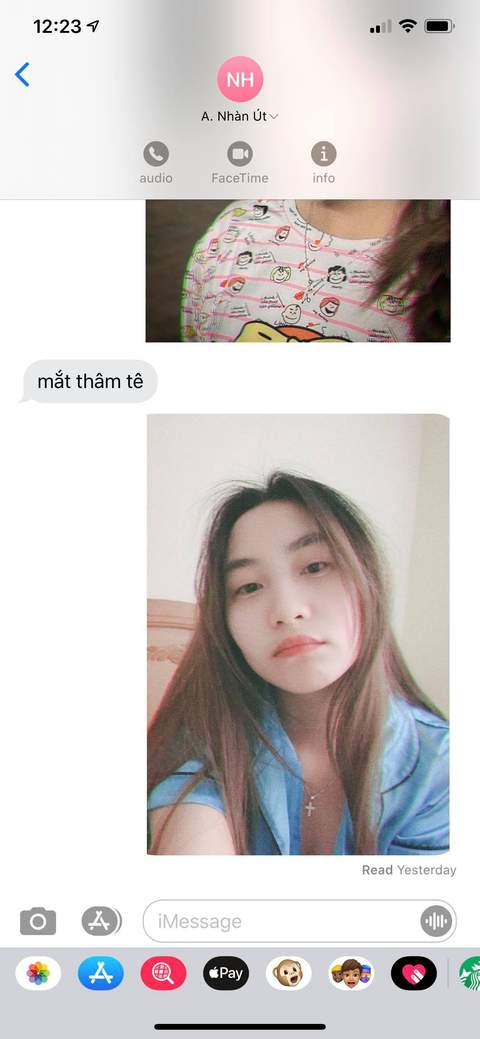 12:23
NH
A. Nhàn Út
audio
FaceTime
info
mắt thâm tê
Read Yesterday
iMessage
Pay